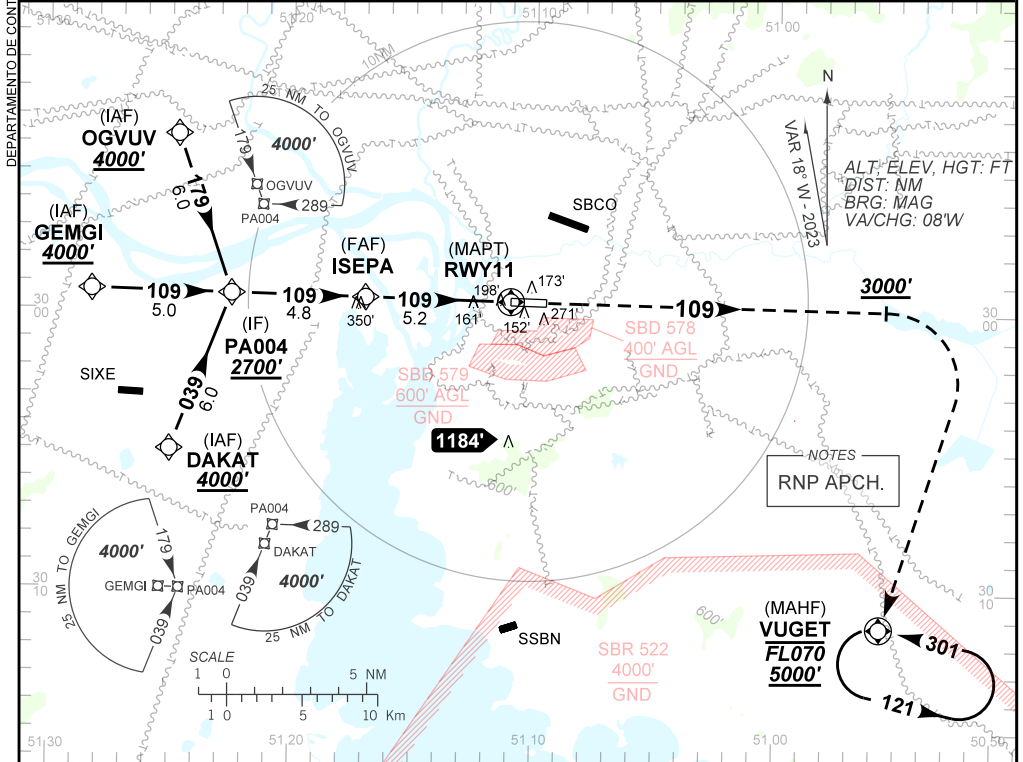 DEPARTAMENTO DE CONT
51 30
51 20
51 10
51 00
10NM
(IAF)
OGVUV
4000'
179
6.0
25 NM TO OGVUV
4000'
179
OGVUV
PA004
289
N
VAR 18° W - 2023
ALT, ELEV, HGT: FT
DIST: NM
BRG: MAG
VA/CHG: 08'W
SBCO
(IAF)
GEMGI
4000'
109
5.0
(IF)
PA004
2700'
109
4.8
(FAF)
ISEPA
350'
109
5.2
(MAPT)
RWY11
198'
173'
161'
152'
271'
109
3000'
30
00
30
00
SBD 578
400' AGL
GND
SBD 579
600' AGL
GND
SIXE
039
6.0
(IAF)
DAKAT
4000'
1184'
600'
NOTES
RNP APCH.
25 NM TO GEMGI
4000'
179
GEMGI
PA004
039
PA004
289
DAKAT
4000'
039
25 NM TO DAKAT
30
10
30
10
600'
(MAHF)
VUGET
FL070
5000'
301
121
SSBN
SBR 522
4000'
GND
SCALE
1 0 5 NM
1 0 5 10 Km
51 30
51 20
51 10
51 00
50 50